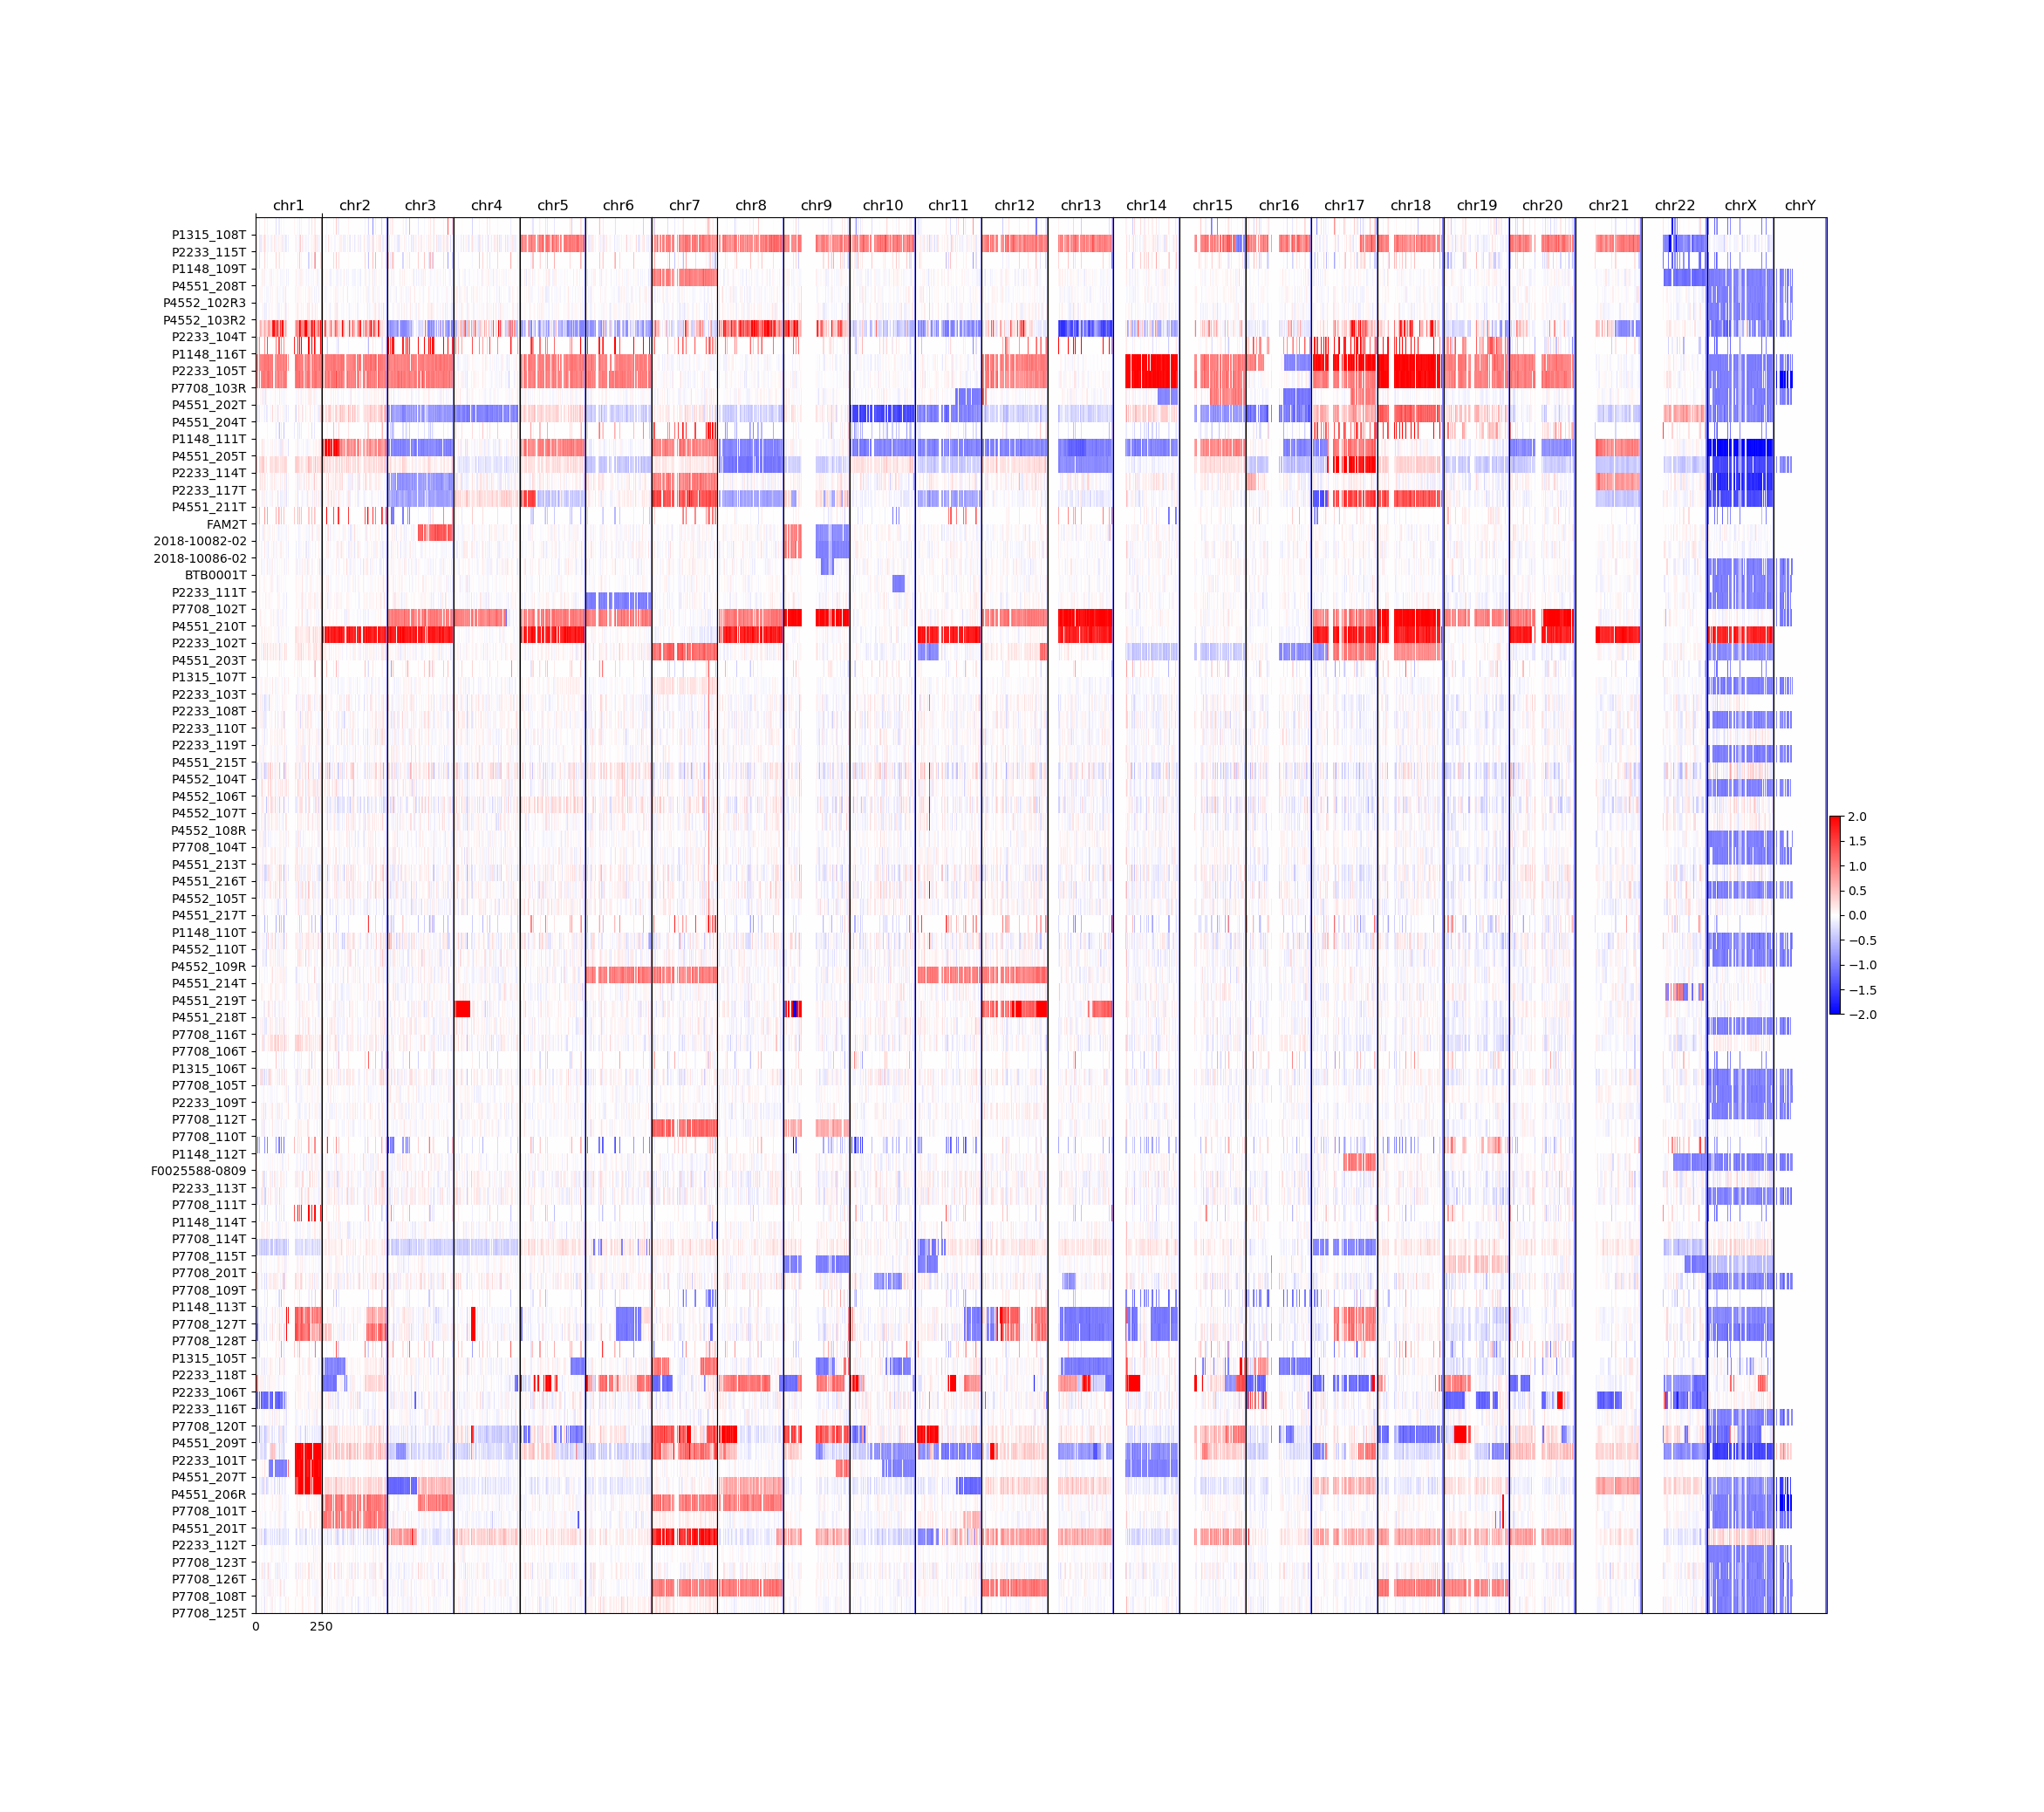 chr1 chr2 chr3 chr4 chr5 chr6 chr7 chr8 chr9 chr10 chr11 chr12 chr13 chr14 chr15 chr16 chr17 chr18 chr19 chr20 chr21 chr22 chrX chrY
P1315_108T
P2233_115T
P1148_109T
P4551_208T
P4552_102R3
P4552_103R2
P2233_104T
P1148_116T
P2233_105T
P7708_103R
P4551_202T
P4551_204T
P1148_111T
P4551_205T
P2233_114T
P2233_117T
P4551_211T
FAM2T
2018-10082-02
2018-10086-02
BTB0001T
P2233_111T
P7708_102T
P4551_210T
P2233_102T
P4551_203T
P1315_107T
P2233_103T
P2233_108T
P2233_110T
P2233_119T
P4551_215T
P4552_104T
P4552_106T
P4552_107T
P4552_108R
P7708_104T
P4551_213T
P4551_216T
P4552_105T
P4551_217T
P1148_110T
P4552_110T
P4552_109R
P4551_214T
P4551_219T
P4551_218T
P7708_116T
P7708_106T
P1315_106T
P7708_105T
P2233_109T
P7708_112T
P7708_110T
P1148_112T
F0025588-0809
P2233_113T
P7708_111T
P1148_114T
P7708_114T
P7708_115T
P7708_201T
P7708_109T
P1148_113T
P7708_127T
P7708_128T
P1315_105T
P2233_118T
P2233_106T
P2233_116T
P7708_120T
P4551_209T
P2233_101T
P4551_207T
P4551_206R
P7708_101T
P4551_201T
P2233_112T
P7708_123T
P7708_126T
P7708_108T
P7708_125T
0 250
2.0
1.5
1.0
0.5
0.0
−0.5
−1.0
−1.5
−2.0